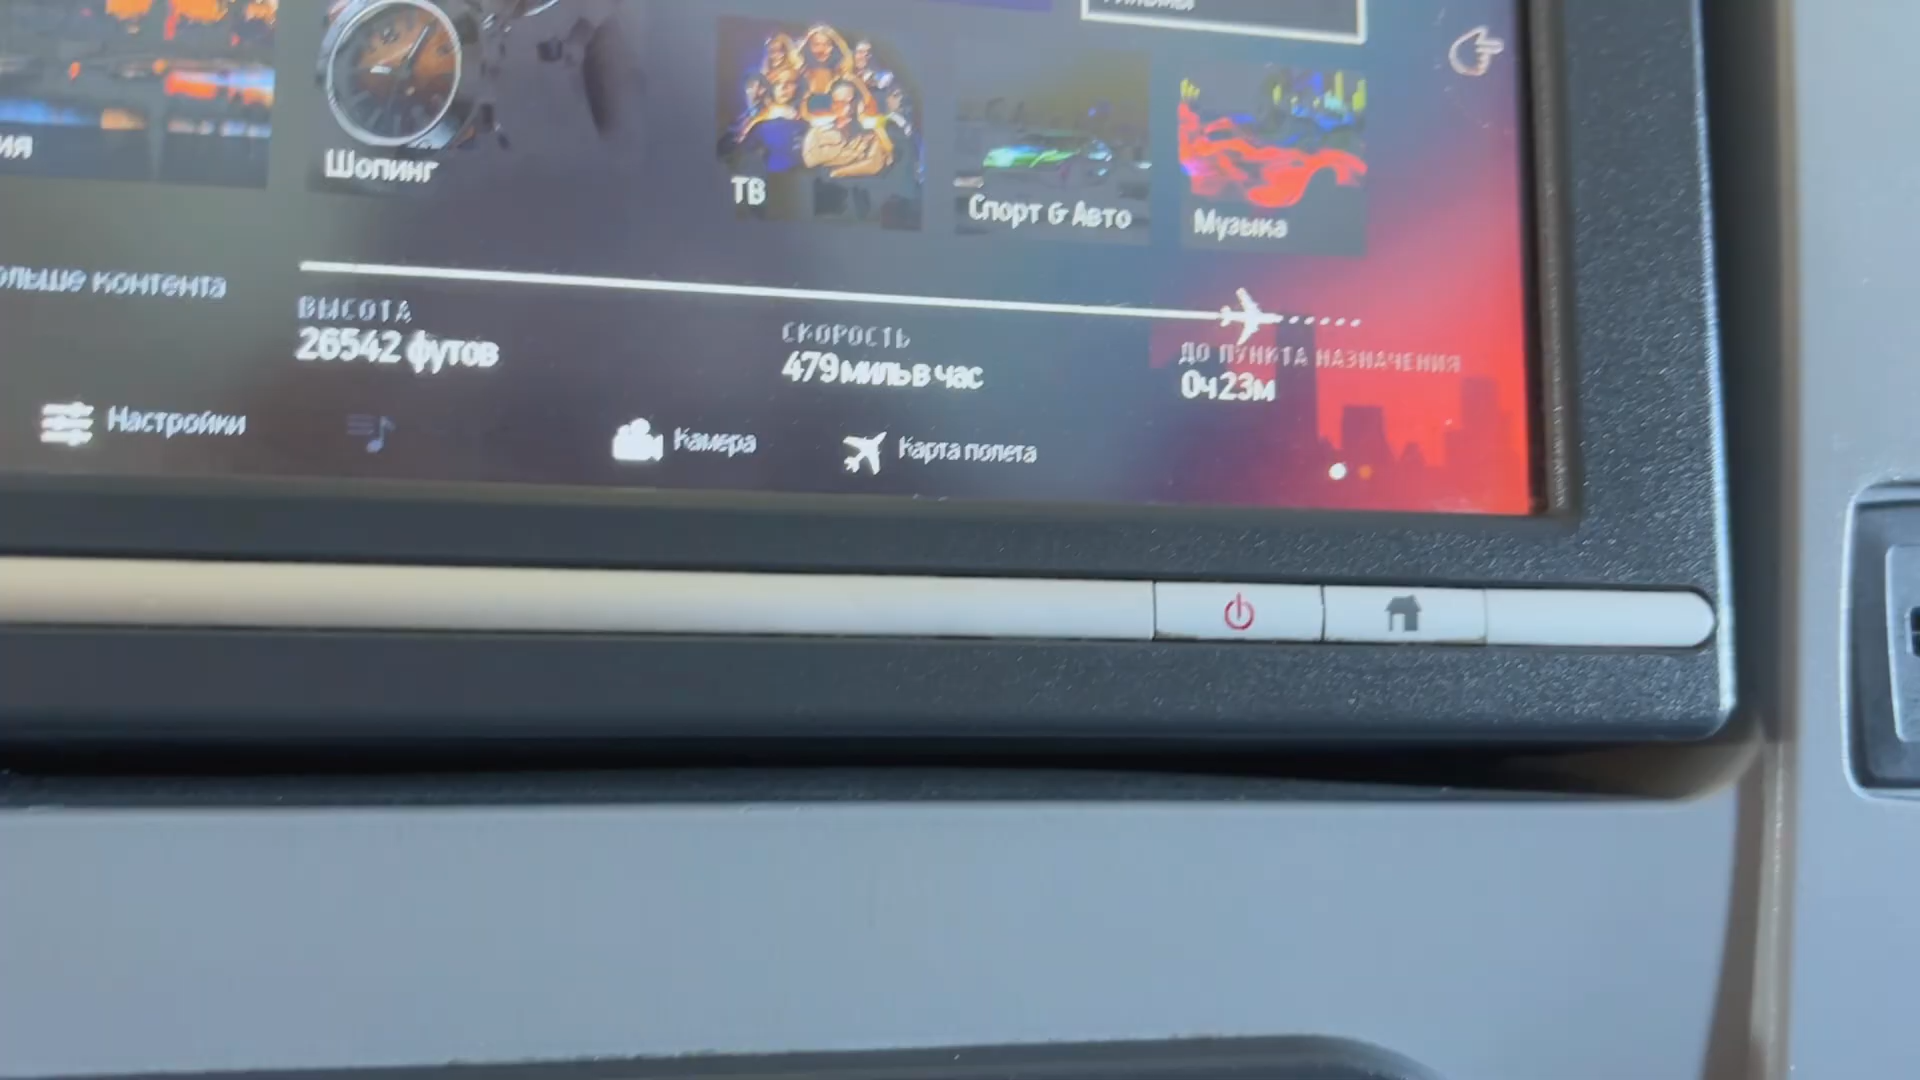 Шопинг
ТВ
Спорт & Авто
Музыка
контента
ВЫСОТА
26542 футов
СКОРОСТЬ
479 миль в час
ДО ПУНКТА НАЗНАЧЕНИЯ
0ч23м
Настройки
Камера
Карта полета